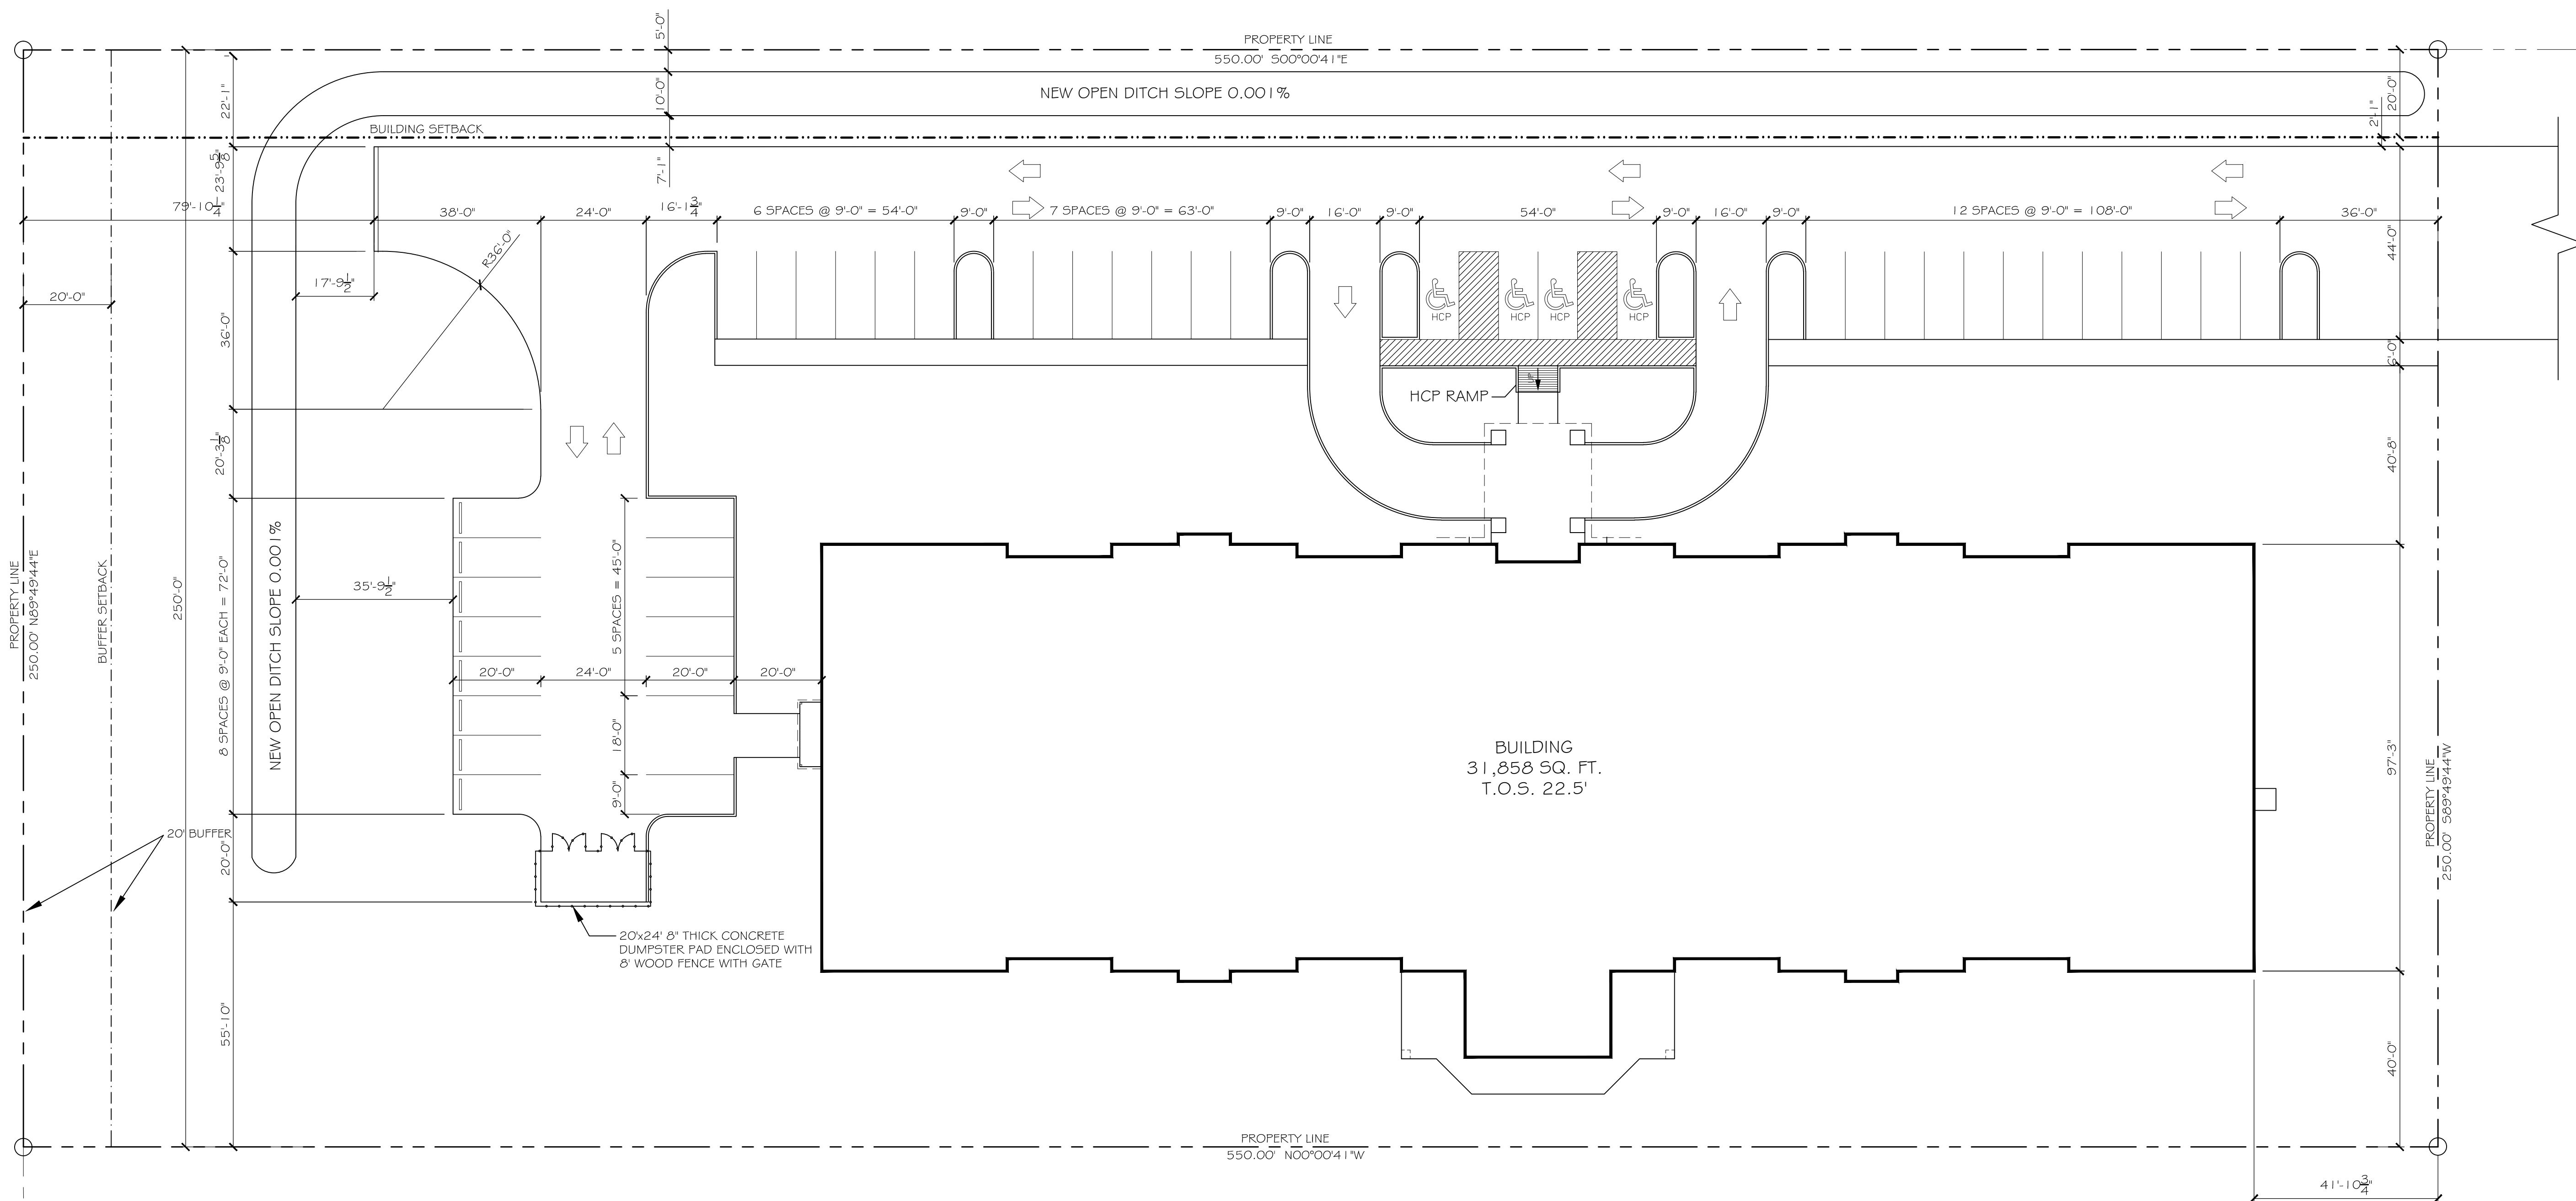 PROPERTY LINE
550.00' S00°00'41"E
5'-0"
10'-0"
7'-1"
NEW OPEN DITCH SLOPE 0.001%
20'-0"
2'-1"
22'-1"
BUILDING SETBACK
23'-9 5/8"
79'-10 1/4"
38'-0"
24'-0"
16'-1 3/4"
6 SPACES @ 9'-0" = 54'-0"
9'-0"
7 SPACES @ 9'-0" = 63'-0"
9'-0"
16'-0"
9'-0"
54'-0"
9'-0"
16'-0"
9'-0"
12 SPACES @ 9'-0" = 108'-0"
36'-0"
44'-0"
R36'-0"
17'-9 1/2"
20'-0"
36'-0"
HCP
HCP
HCP
HCP
6'-0"
UP
HCP RAMP
20'-3 1/8"
40'-8"
PROPERTY LINE
250.00' N89°49'44"E
BUFFER SETBACK
250'-0"
8 SPACES @ 9'-0" EACH = 72'-0"
NEW OPEN DITCH SLOPE 0.001%
35'-9 1/2"
5 SPACES = 45'-0"
20'-0"
24'-0"
20'-0"
20'-0"
18'-0"
9'-0"
BUILDING
31,858 SQ. FT.
T.O.S. 22.5'
97'-3"
PROPERTY LINE
250.00' S89°49'44"W
20' BUFFER
20'-0"
20'x24' 8" THICK CONCRETE
DUMPSTER PAD ENCLOSED WITH
8' WOOD FENCE WITH GATE
55'-10"
40'-0"
PROPERTY LINE
550.00' N00°00'41"W
41'-10 3/4"